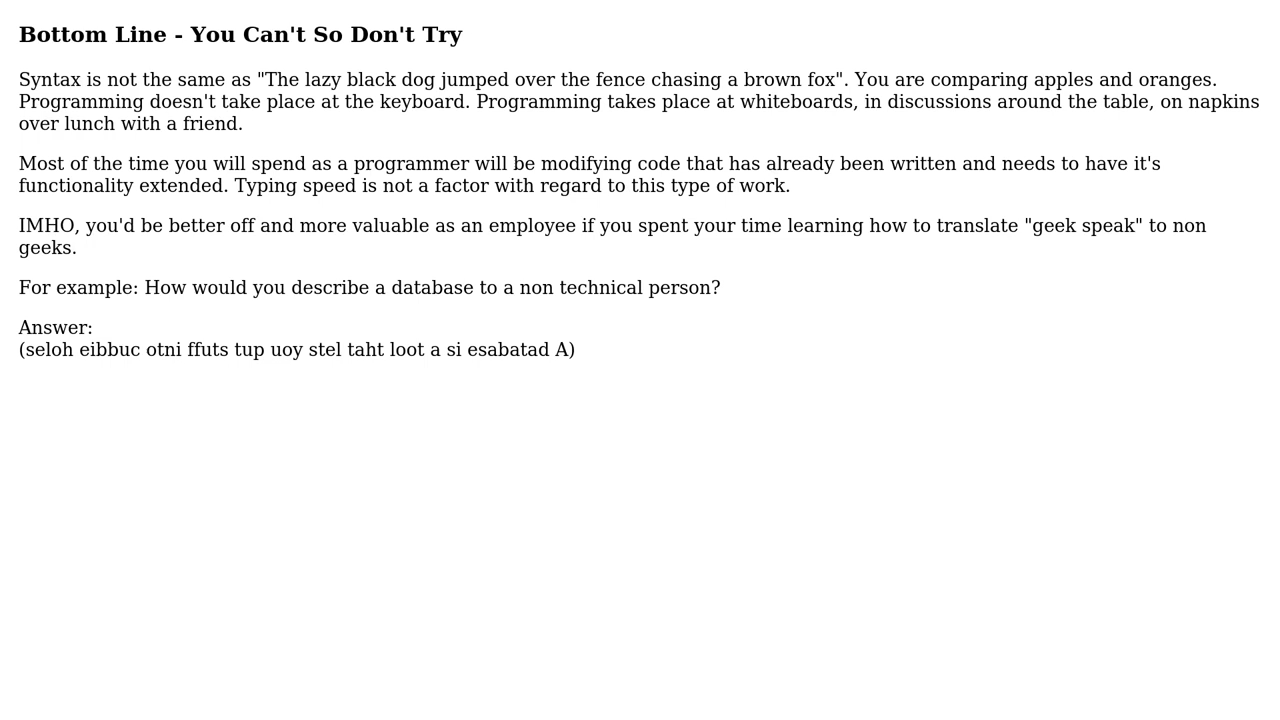 Bottom Line - You Can't So Don't Try
Syntax is not the same as "The lazy black dog jumped over the fence chasing a brown fox". You are comparing apples and oranges.
Programming doesn't take place at the keyboard. Programming takes place at whiteboards, in discussions around the table, on napkins
over lunch with a friend.
Most of the time you will spend as a programmer will be modifying code that has already been written and needs to have it's
functionality extended. Typing speed is not a factor with regard to this type of work.
IMHO, you'd be better off and more valuable as an employee if you spent your time learning how to translate "geek speak" to non
geeks.
For example: How would you describe a database to a non technical person?
Answer:
(seloh eibbuc otni ffuts tup uoy stel taht loot a si esabatad A)